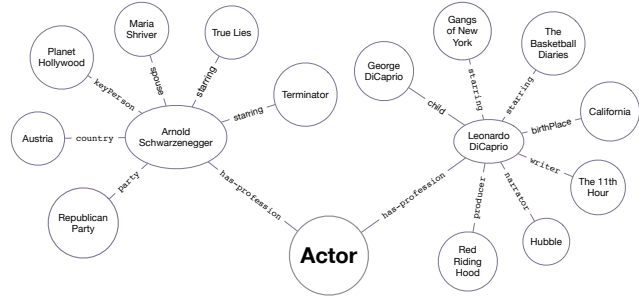 Maria
Shriver
True Lies
Planet
Hollywood
spouse
starring
keyPerson
Terminator
starring
Arnold
Schwarzenegger
Austria
country
party
Republican
Party
has-profession
Actor
has-profession
Gangs
of New
York
The
Basketball
Diaries
George
DiCaprio
starring
starring
child
California
birthPlace
Leonardo
DiCaprio
writer
The 11th
Hour
narrator
producer
Hubble
Red
Riding
Hood